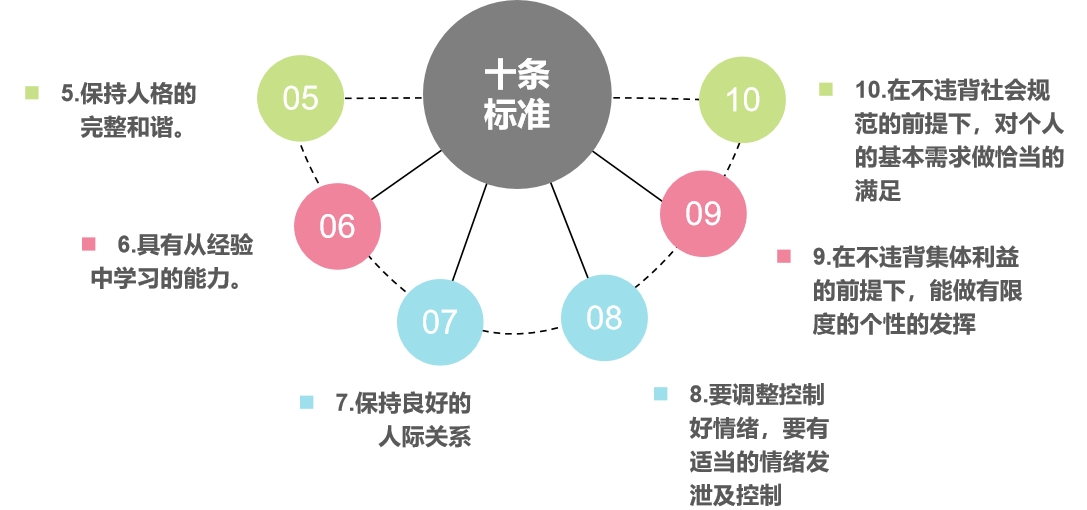 十条
标准
05
5.保持人格的
完整和谐。
06
6.具有从经验
中学习的能力。
07
7.保持良好的
人际关系
08
8.要调整控制
好情绪，要有
适当的情绪发
泄及控制
09
9.在不违背集体利益
的前提下，能做有限
度的个性的发挥
10
10.在不违背社会规
范的前提下，对个人
的基本需求做恰当的
满足